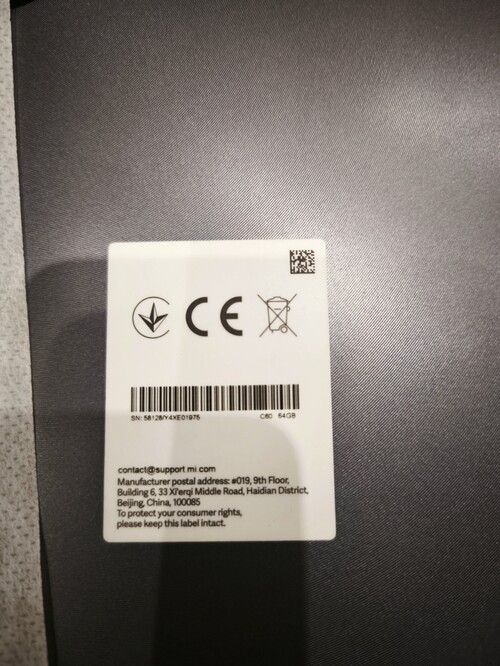 CE
SN: 58128/Y4XE01975 C60 64GB
contact@support mi com
Manufacturer postal address: #019, 9th Floor,
Building 6, 33 Xi'erqi Middle Road, Haidian District,
Beijing, China, 100085
To protect your consumer rights,
please keep this label intact.